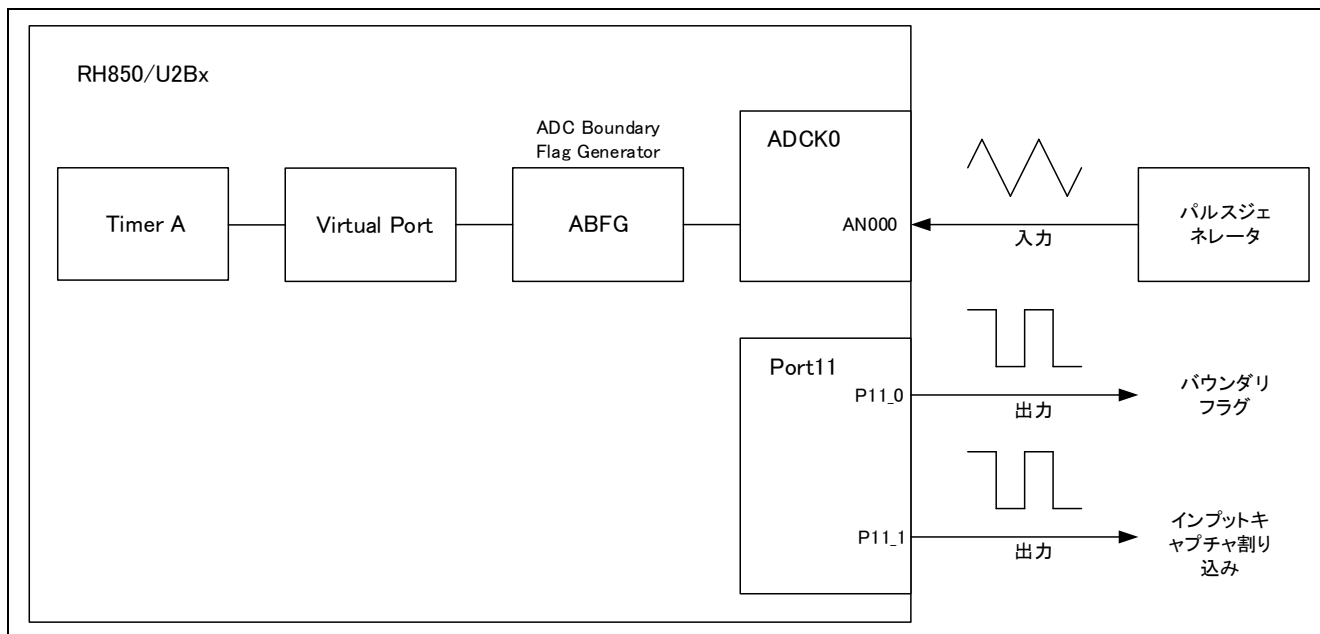 RH850/U2Bx
ADC Boundary
Flag Generator
Timer A
Virtual Port
ABFG
ADCK0
AN000
入力
パルスジェ
ネレータ
Port11
P11_0
出力
バウンダリ
フラグ
P11_1
出力
インプットキ
ャプチャ割り
込み